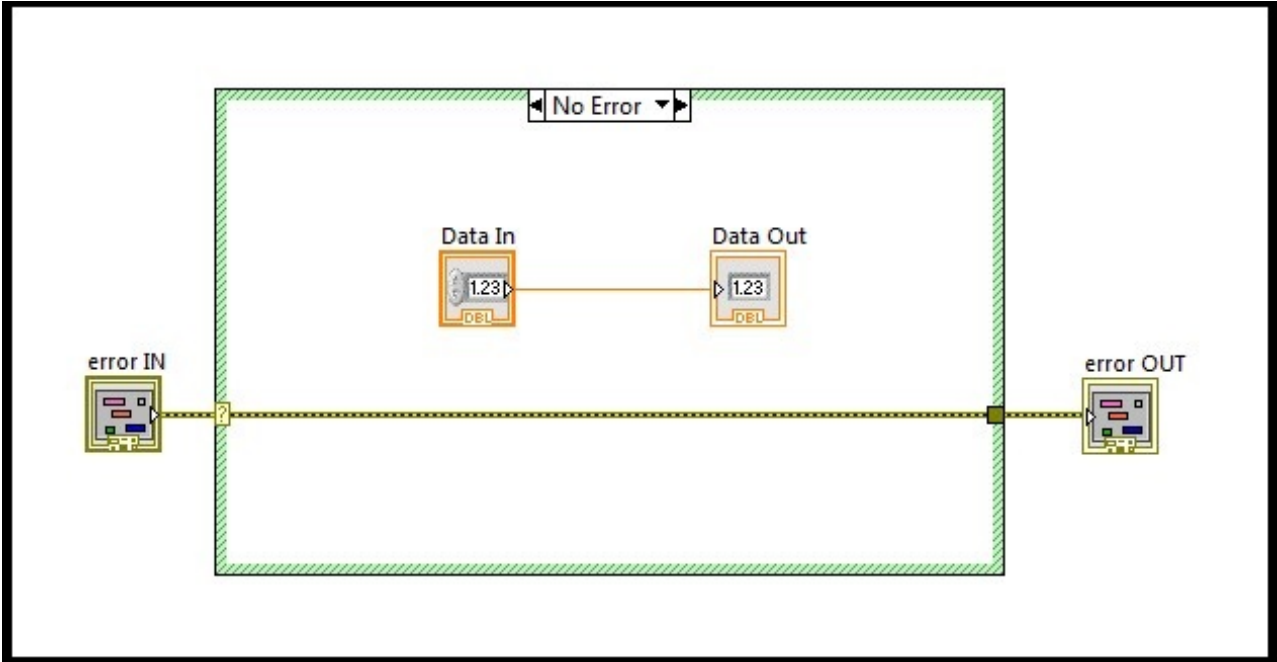 No Error
Data In
Data Out
1.23
1.23
DBL
DBL
error IN
error OUT
?